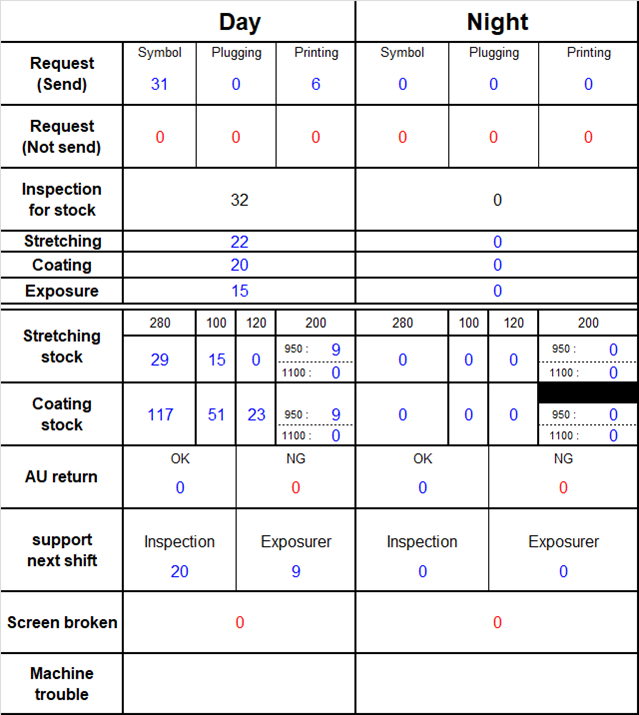 Day Night
Request (Send) Symbol Plugging Printing Symbol Plugging Printing
31 0 6 0 0 0
Request (Not send) 0 0 0 0 0 0
Inspection for stock 32 0
Stretching 22 0
Coating 20 0
Exposure 15 0
Stretching stock 280 100 120 200 280 100 120 200
29 15 0 950 : 9 0 0 0 950 : 0
1100 : 0 1100 : 0
Coating stock 117 51 23 950 : 9 0 0 0 950 : 0
1100 : 0 1100 : 0
AU return OK NG OK NG
0 0 0 0
support next shift Inspection Exposurer Inspection Exposurer
20 9 0 0
Screen broken 0 0
Machine trouble